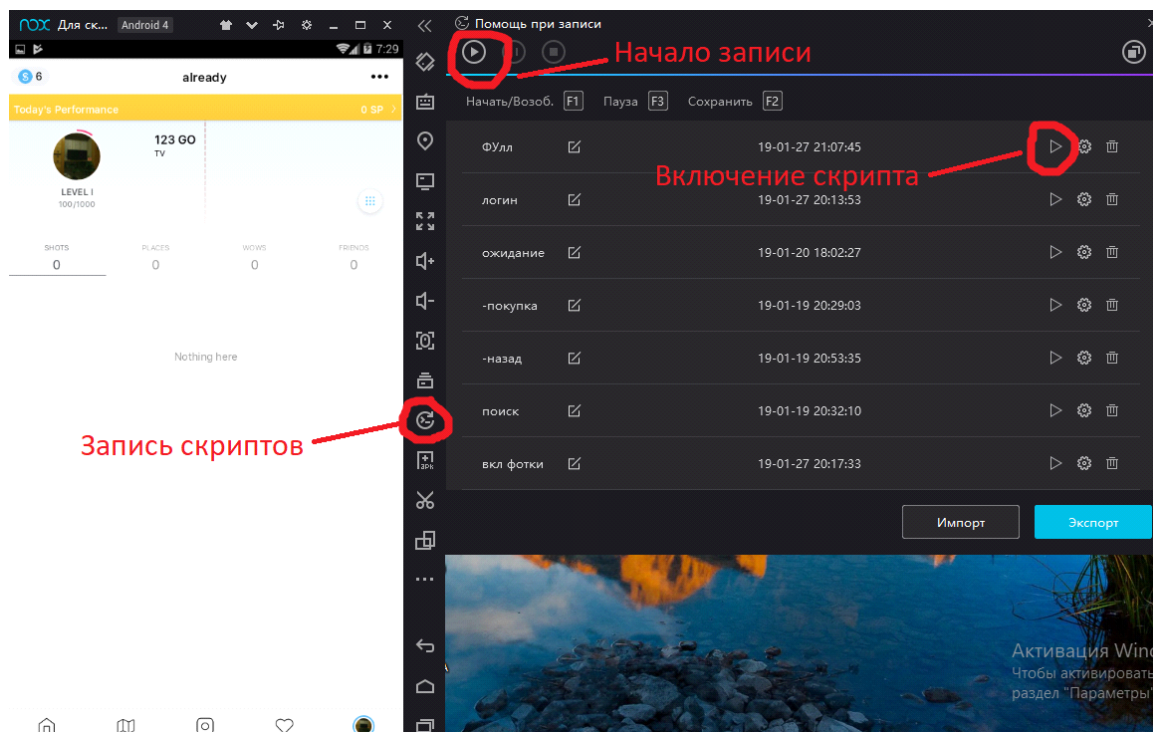 nox Для ск... Android 4
7:29
S 6 already
Today's Performance 0 SP
123 GO
TV
LEVEL I
100/1000
SHOTS PLACES WOWS FRIENDS
0 0 0 0
Nothing here
Запись скриптов
Помощь при записи
Начало записи
Начать/Возоб. F1 Пауза F3 Сохранить F2
ФУлл 19-01-27 21:07:45
Включение скрипта
логин 19-01-27 20:13:53
ожидание 19-01-20 18:02:27
-покупка 19-01-19 20:29:03
-назад 19-01-19 20:53:35
поиск 19-01-19 20:32:10
вкл фотки 19-01-27 20:17:33
Импорт Экспорт
Активация Wind
Чтобы активировать
раздел "Параметры"